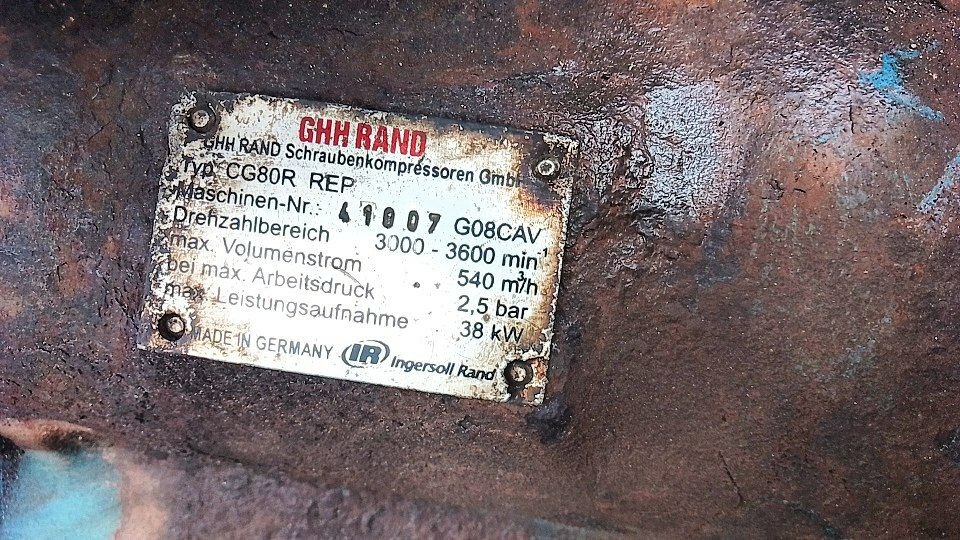 GHH RAND
GHH RAND Schraubenkompressoren GmbH
Typ CG80R REP
Maschinen-Nr.: 41007 G08CAV
Drehzahlbereich 3000 - 3600 min-1
max. Volumenstrom 540 m³/h
bei max. Arbeitsdruck 2,5 bar
max. Leistungsaufnahme 38 kW
MADE IN GERMANY IR Ingersoll Rand